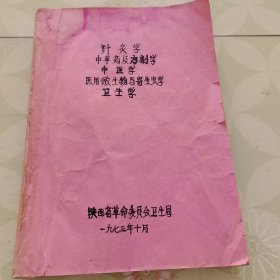 针灸学
中草药及方剂学
中医学
医用微生物与寄生虫学
卫生学
陕西省革命委员会卫生局
一九七五年十月